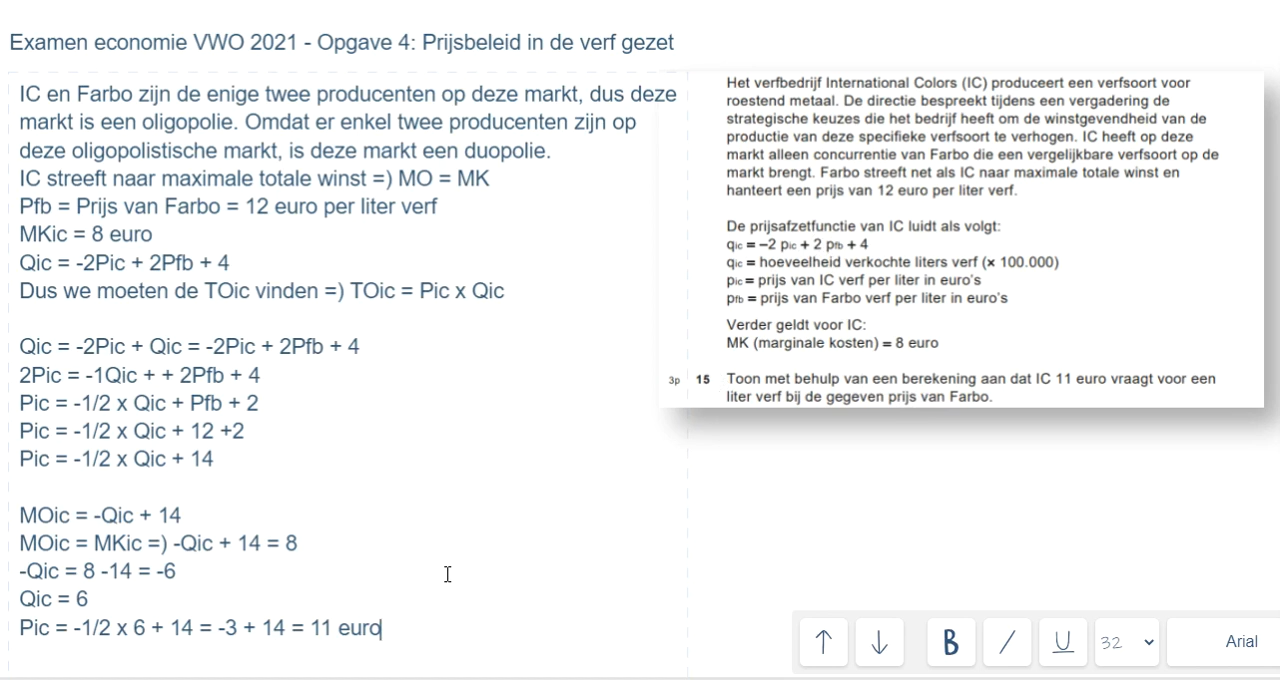 Examen economie VWO 2021 - Opgave 4: Prijsbeleid in de verf gezet
IC en Farbo zijn de enige twee producenten op deze markt, dus deze
markt is een oligopolie. Omdat er enkel twee producenten zijn op
deze oligopolistische markt, is deze markt een duopolie.
IC streeft naar maximale totale winst =) MO = MK
Pfb = Prijs van Farbo = 12 euro per liter verf
MKic = 8 euro
Qic = -2Pic + 2Pfb + 4
Dus we moeten de TOic vinden =) TOic = Pic x Qic
Qic = -2Pic + Qic = -2Pic + 2Pfb + 4
2Pic = -1Qic + + 2Pfb + 4
Pic = -1/2 x Qic + Pfb + 2
Pic = -1/2 x Qic + 12 +2
Pic = -1/2 x Qic + 14
MOic = -Qic + 14
MOic = MKic =) -Qic + 14 = 8
-Qic = 8 -14 = -6
Qic = 6
Pic = -1/2 x 6 + 14 = -3 + 14 = 11 euro
Het verfbedrijf International Colors (IC) produceert een verfsoort voor
roestend metaal. De directie bespreekt tijdens een vergadering de
strategische keuzes die het bedrijf heeft om de winstgevendheid van de
productie van deze specifieke verfsoort te verhogen. IC heeft op deze
markt alleen concurrentie van Farbo die een vergelijkbare verfsoort op de
markt brengt. Farbo streeft net als IC naar maximale totale winst en
hanteert een prijs van 12 euro per liter verf.
De prijsafzetfunctie van IC luidt als volgt:
qic = −2 pic + 2 pfb + 4
qic = hoeveelheid verkochte liters verf (× 100.000)
pic = prijs van IC verf per liter in euro's
pfb = prijs van Farbo verf per liter in euro's
Verder geldt voor IC:
MK (marginale kosten) = 8 euro
3p 15 Toon met behulp van een berekening aan dat IC 11 euro vraagt voor een
liter verf bij de gegeven prijs van Farbo.
B / U 32 Arial